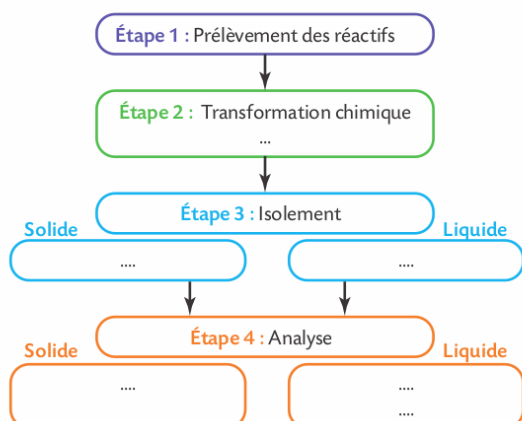 Étape 1 : Prélèvement des réactifs
Étape 2 : Transformation chimique
...
Étape 3 : Isolement
Solide
Liquide
....
....
Étape 4 : Analyse
Solide
Liquide
....
....
....